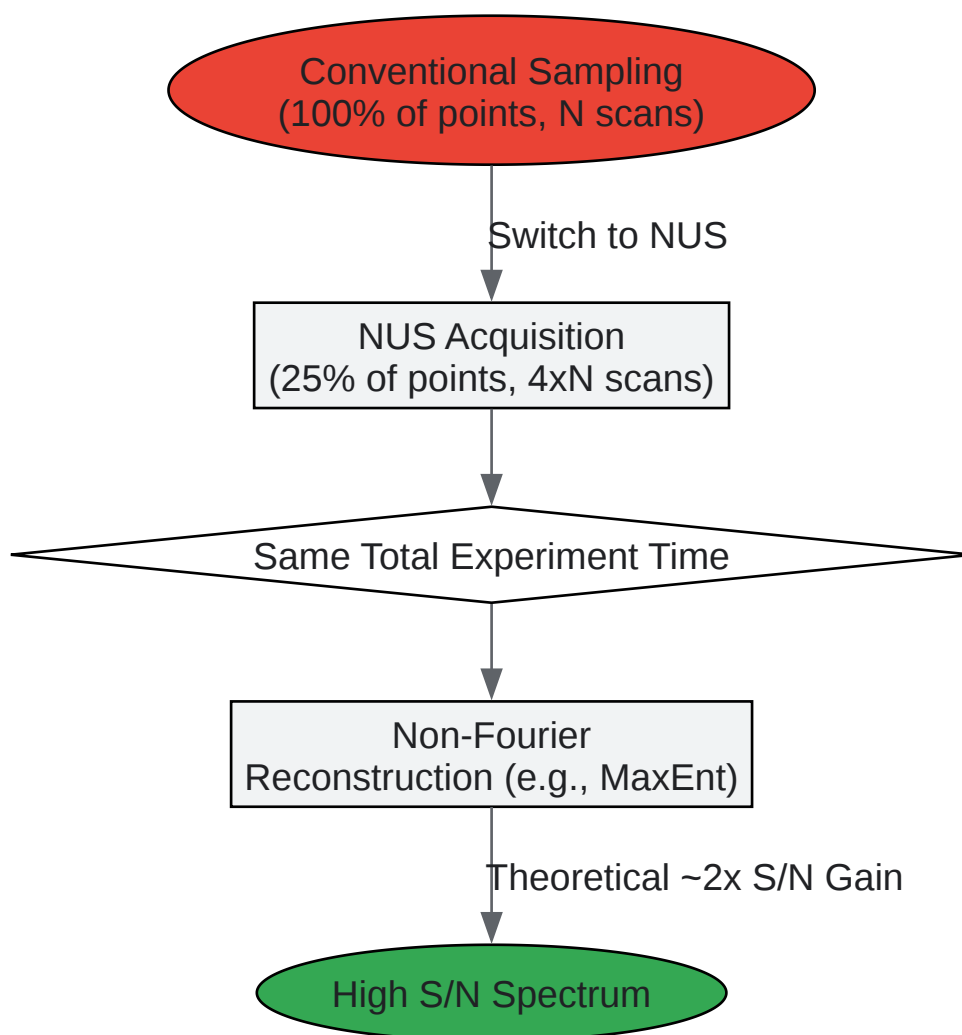 Conventional Sampling
(100% of points, N scans)
Switch to NUS
NUS Acquisition
(25% of points, 4xN scans)
Same Total Experiment Time
Non-Fourier
Reconstruction (e.g., MaxEnt)
Theoretical ~2x S/N Gain
High S/N Spectrum